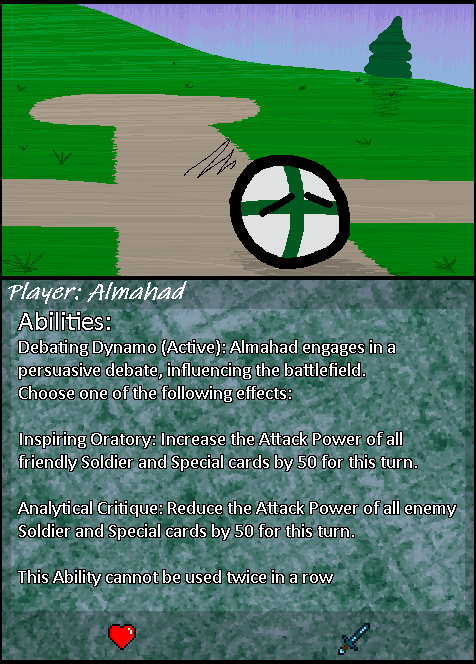 Player: Almahad
Abilities:
Debating Dynamo (Active): Almahad engages in a
persuasive debate, influencing the battlefield.
Choose one of the following effects:
Inspiring Oratory: Increase the Attack Power of all
friendly Soldier and Special cards by 50 for this turn.
Analytical Critique: Reduce the Attack Power of all enemy
Soldier and Special cards by 50 for this turn.
This Ability cannot be used twice in a row